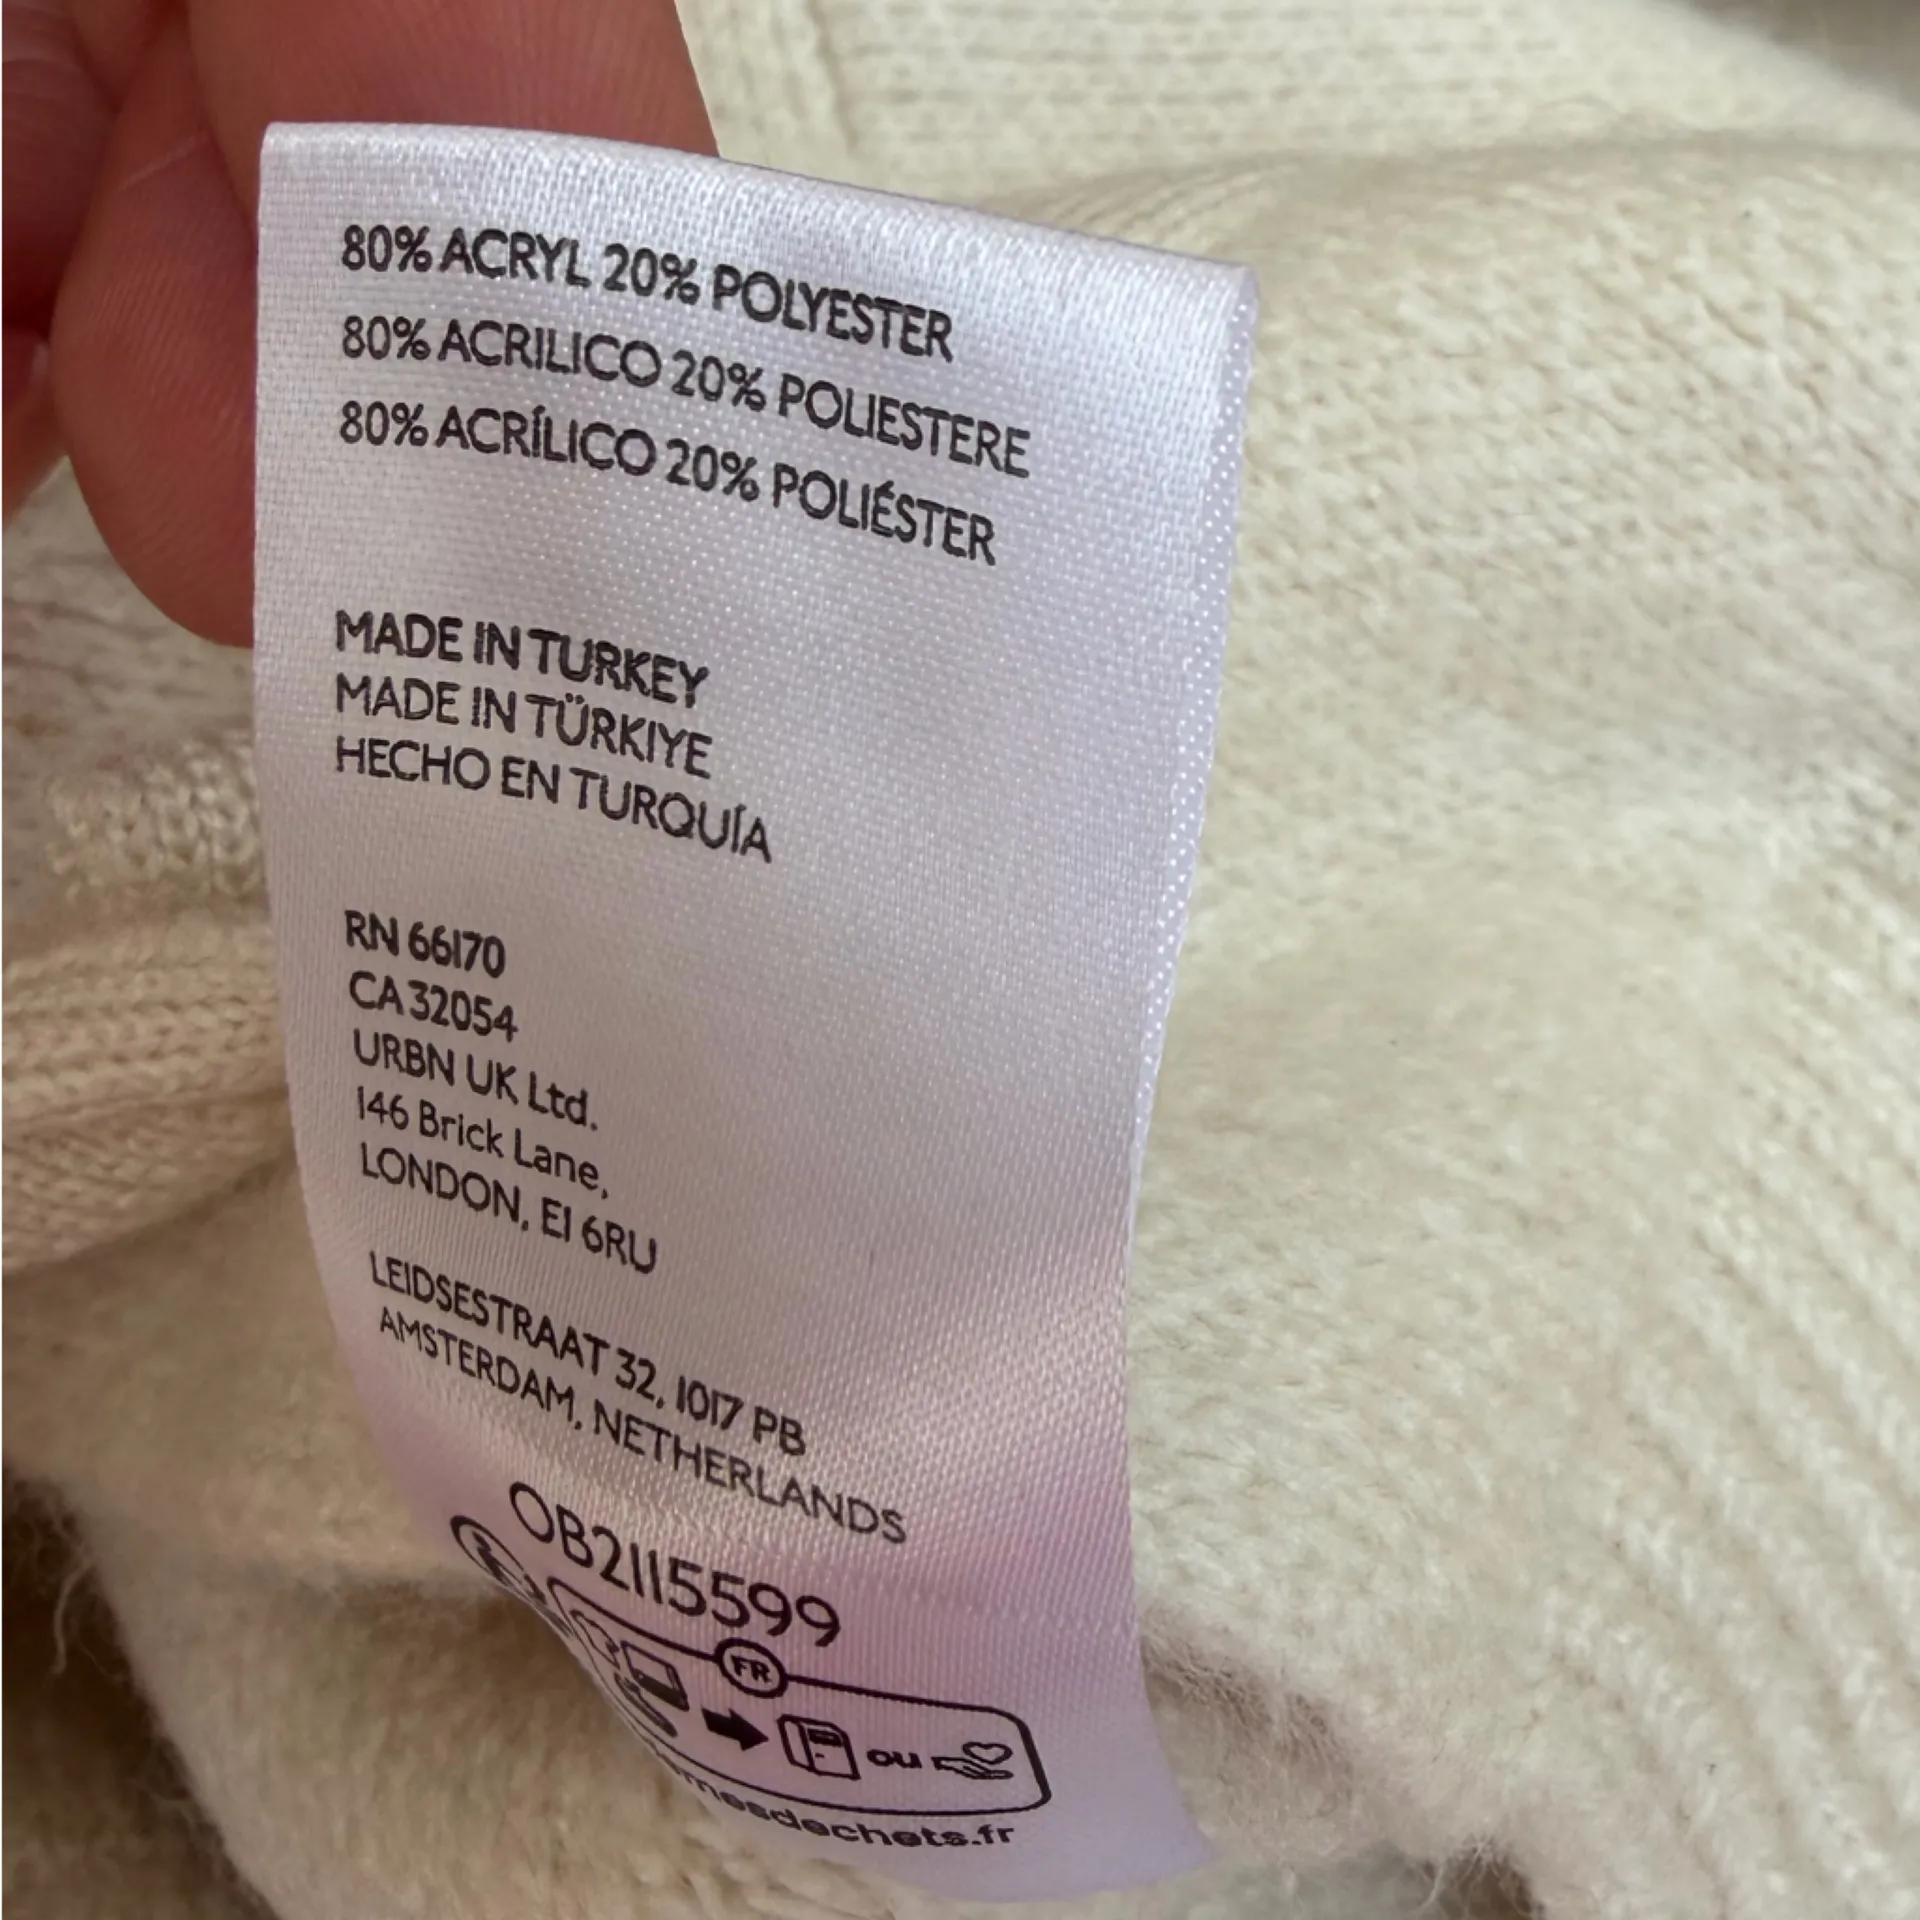 80% ACRYL 20% POLYESTER
80% ACRILICO 20% POLIESTERE
80% ACRÍLICO 20% POLIÉSTER
MADE IN TURKEY
MADE IN TÜRKIYE
HECHO EN TURQUÍA
RN 66170
CA 32054
URBN UK Ltd.
146 Brick Lane,
LONDON, E1 6RU
LEIDSESTRAAT 32, 1017 PB
AMSTERDAM, NETHERLANDS
OB2115599
FR
ou